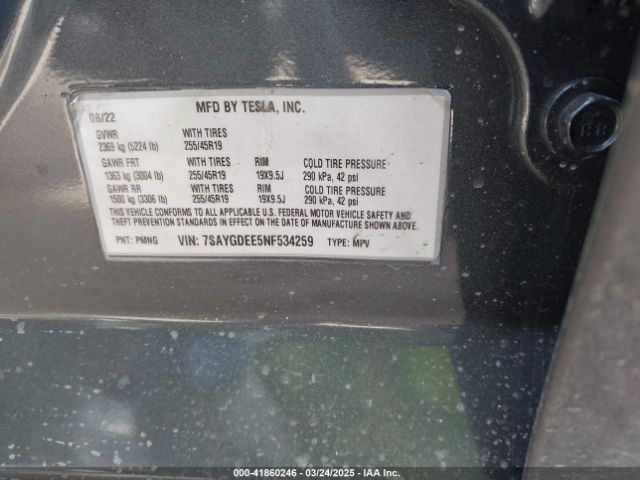 08/22 MFD BY TESLA, INC.
GVWR WITH TIRES
2369 kg (5224 lb) 255/45R19
GAWR FRT WITH TIRES RIM COLD TIRE PRESSURE
1363 kg (3004 lb) 255/45R19 19X9.5J 290 kPa, 42 psi
GAWR RR WITH TIRES RIM COLD TIRE PRESSURE
1500 kg (3306 lb) 255/45R19 19X9.5J 290 kPa, 42 psi
THIS VEHICLE CONFORMS TO ALL APPLICABLE U.S. FEDERAL MOTOR VEHICLE SAFETY AND
THEFT PREVENTION STANDARDS IN EFFECT ON THE DATE OF MANUFACTURE SHOWN ABOVE.
PNT: PMNG VIN: 7SAYGDEE5NF534259 TYPE: MPV
000-41860246 - 03/24/2025 - IAA Inc.